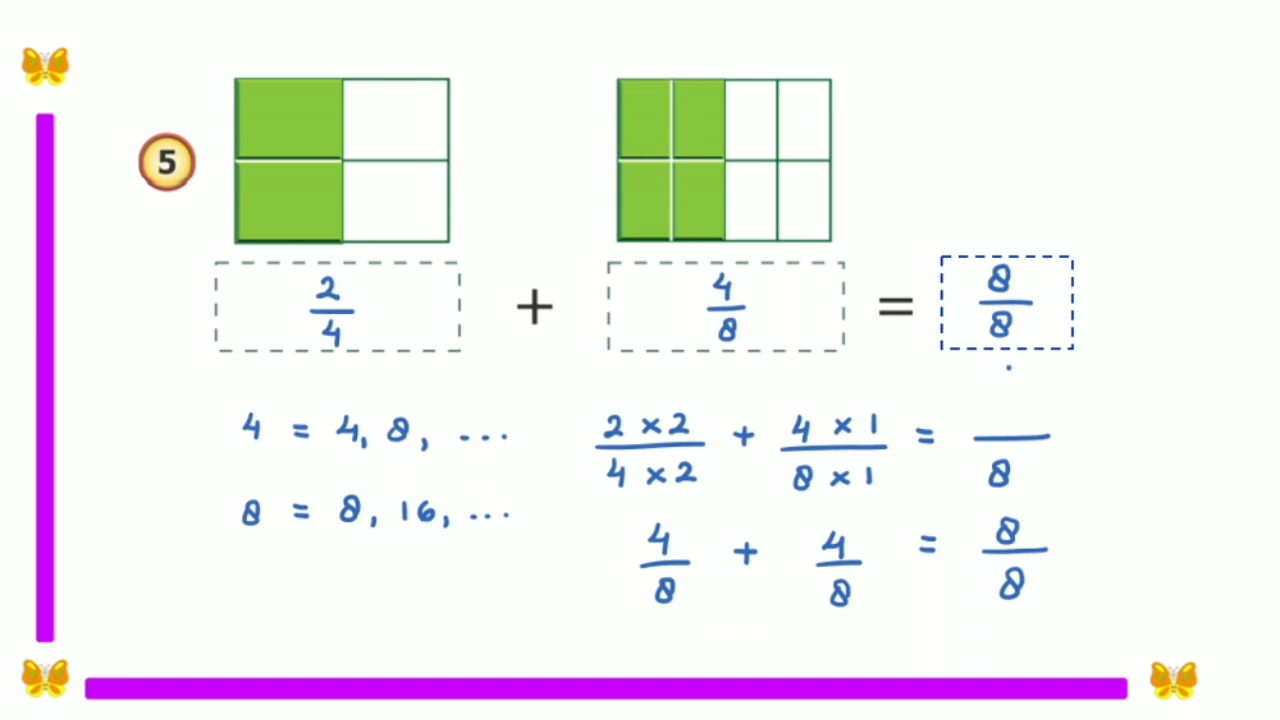 5
2/4 + 4/8 = 8/8
4 = 4, 8, ...
8 = 8, 16, ...
2 × 2/4 × 2 + 4 × 1/8 × 1 = /8
4/8 + 4/8 = 8/8